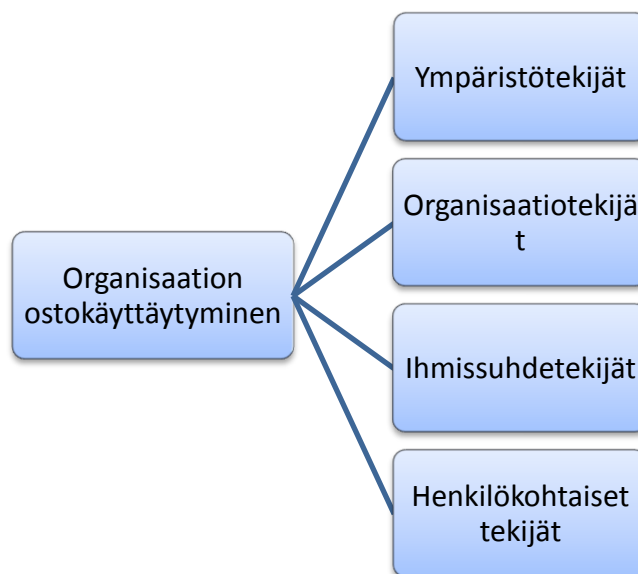 Ympäristötekijät
Organisaatiotekijä
t
Organisaation
ostokäyttäytyminen
Ihmissuhdetekijät
Henkilökohtaiset
tekijät